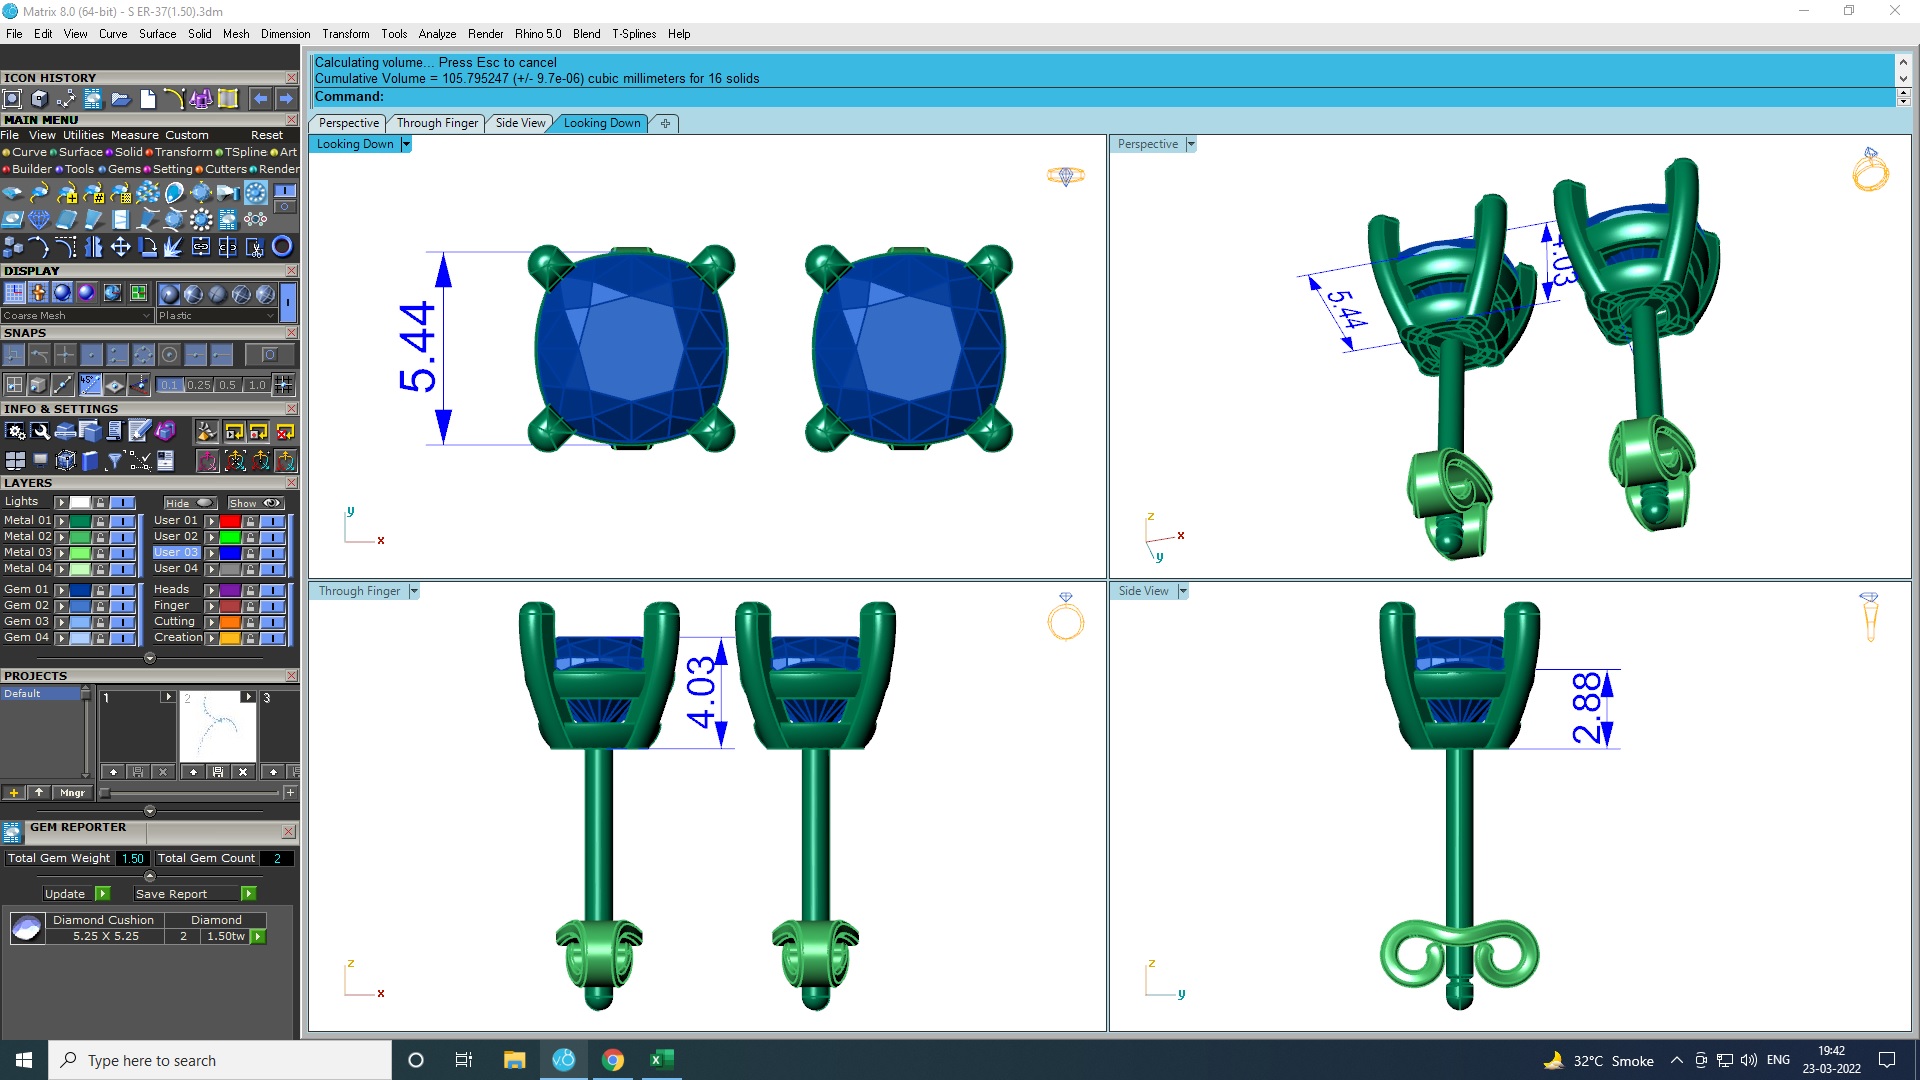 Matrix 8.0 (64-bit) - S ER-37(1.50).3dm
File Edit View Curve Surface Solid Mesh Dimension Transform Tools Analyze Render Rhino 5.0 Blend T-Splines Help
Calculating volume... Press Esc to cancel
Cumulative Volume = 105.795247 (+/- 9.7e-06) cubic millimeters for 16 solids
Command:
ICON HISTORY
MAIN MENU
File View Utilities Measure Custom Reset
Curve Surface Solid Transform TSpline Art
Builder Tools Gems Setting Cutters Render
DISPLAY
Coarse Mesh Plastic
SNAPS
45°
0.1 0.25 0.5 1.0
INFO & SETTINGS
LAYERS
Lights Hide Show
Metal 01 User 01
Metal 02 User 02
Metal 03 User 03
Metal 04 User 04
Gem 01 Heads
Gem 02 Finger
Gem 03 Cutting
Gem 04 Creation
PROJECTS
Default
1 2 3
Mngr
GEM REPORTER
Total Gem Weight 1.50 Total Gem Count 2
Update Save Report
Diamond Cushion Diamond
5.25 X 5.25 2 1.50tw
Perspective Through Finger Side View Looking Down
Looking Down
5.44
y
x
Perspective
5.44
4.03
z
x
y
Through Finger
4.03
z
x
Side View
2.88
z
y
Type here to search
32°C Smoke
ENG
19:42
23-03-2022